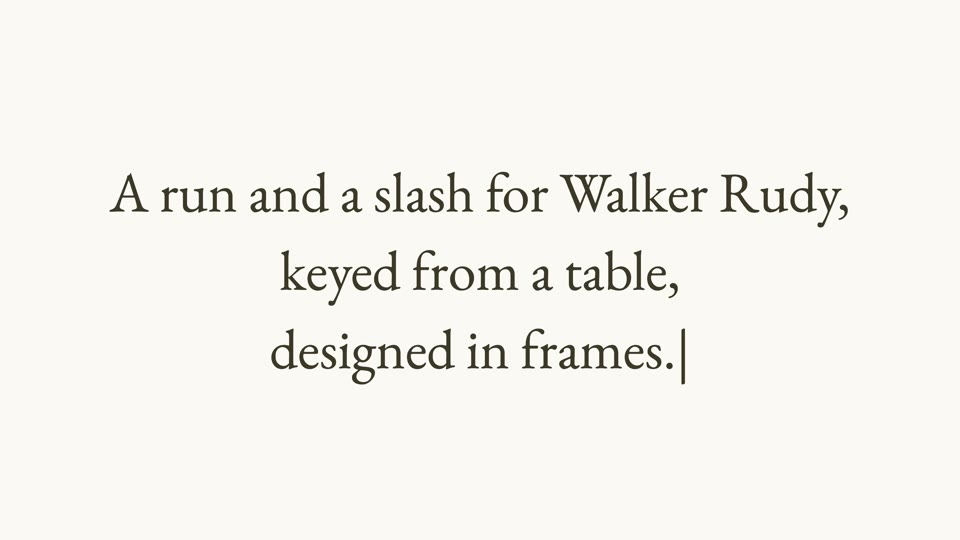 A run and a slash for Walker Rudy,
keyed from a table,
designed in frames.|